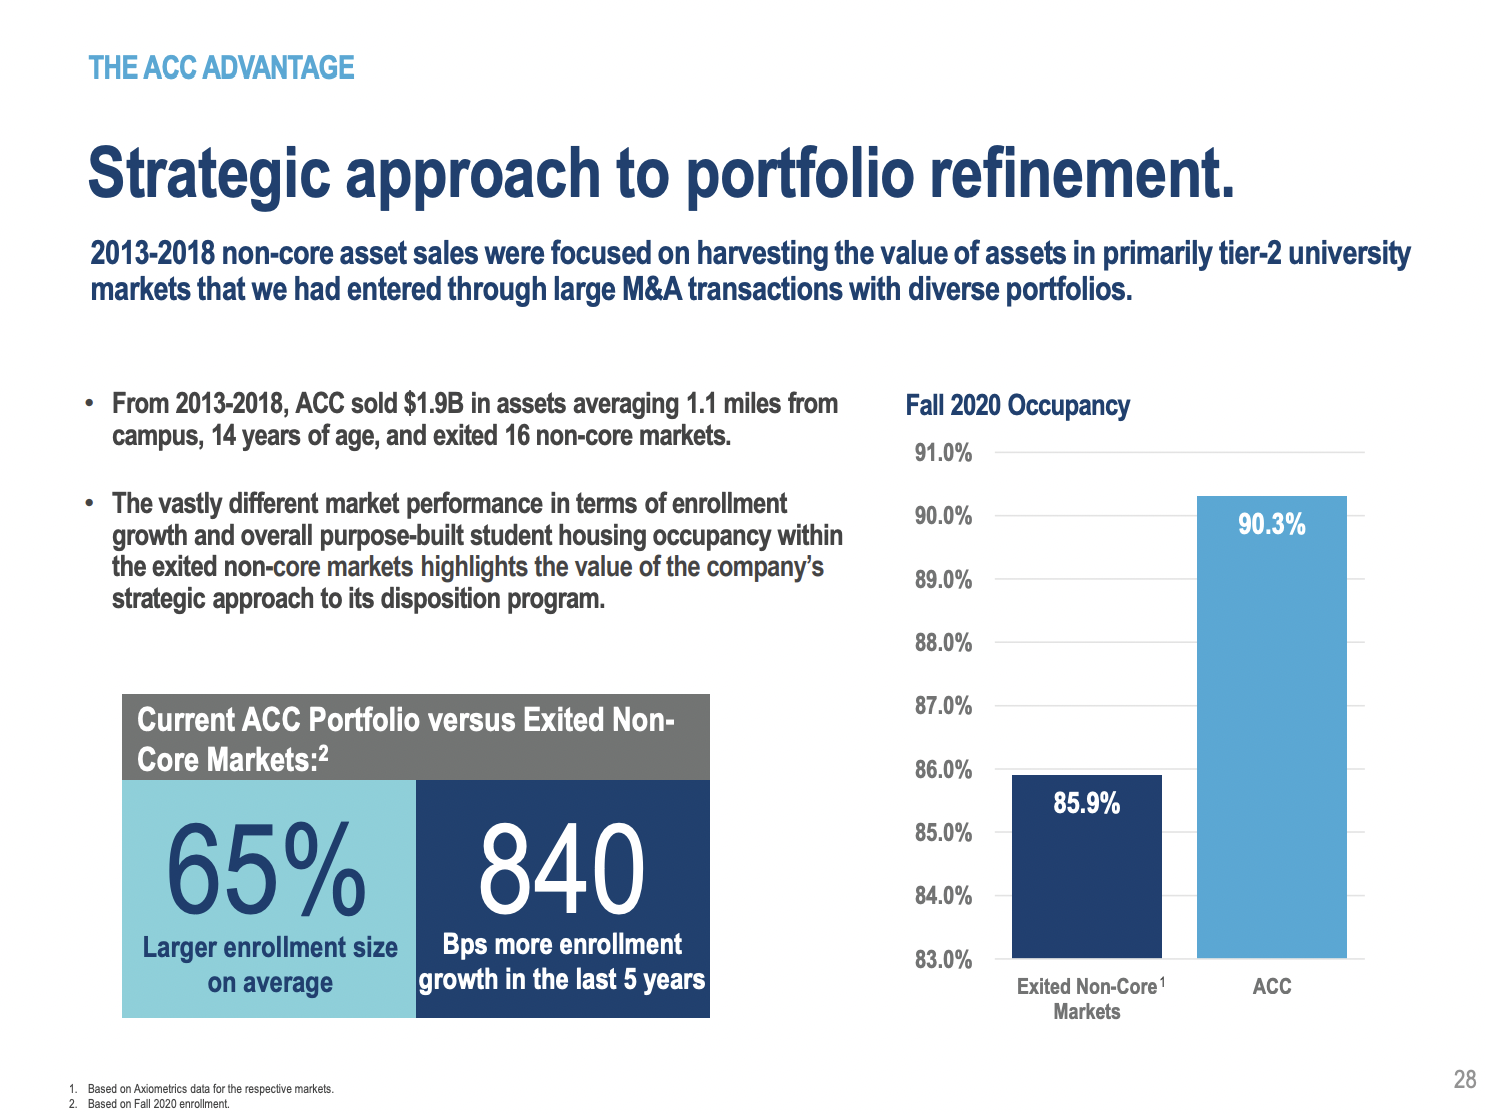 THE ACC ADVANTAGE
Strategic approach to portfolio refinement.
2013-2018 non-core asset sales were focused on harvesting the value of assets in primarily tier-2 university
markets that we had entered through large M&A transactions with diverse portfolios.
• From 2013-2018, ACC sold $1.9B in assets averaging 1.1 miles from
campus, 14 years of age, and exited 16 non-core markets.
• The vastly different market performance in terms of enrollment
growth and overall purpose-built student housing occupancy within
the exited non-core markets highlights the value of the company’s
strategic approach to its disposition program.
Current ACC Portfolio versus Exited Non-
Core Markets:2
65%
Larger enrollment size
on average
840
Bps more enrollment
growth in the last 5 years
Fall 2020 Occupancy
91.0%
90.0%
89.0%
88.0%
87.0%
86.0%
85.0%
84.0%
83.0%
85.9%
90.3%
Exited Non-Core1
Markets
ACC
1. Based on Axiometrics data for the respective markets.
2. Based on Fall 2020 enrollment.
28